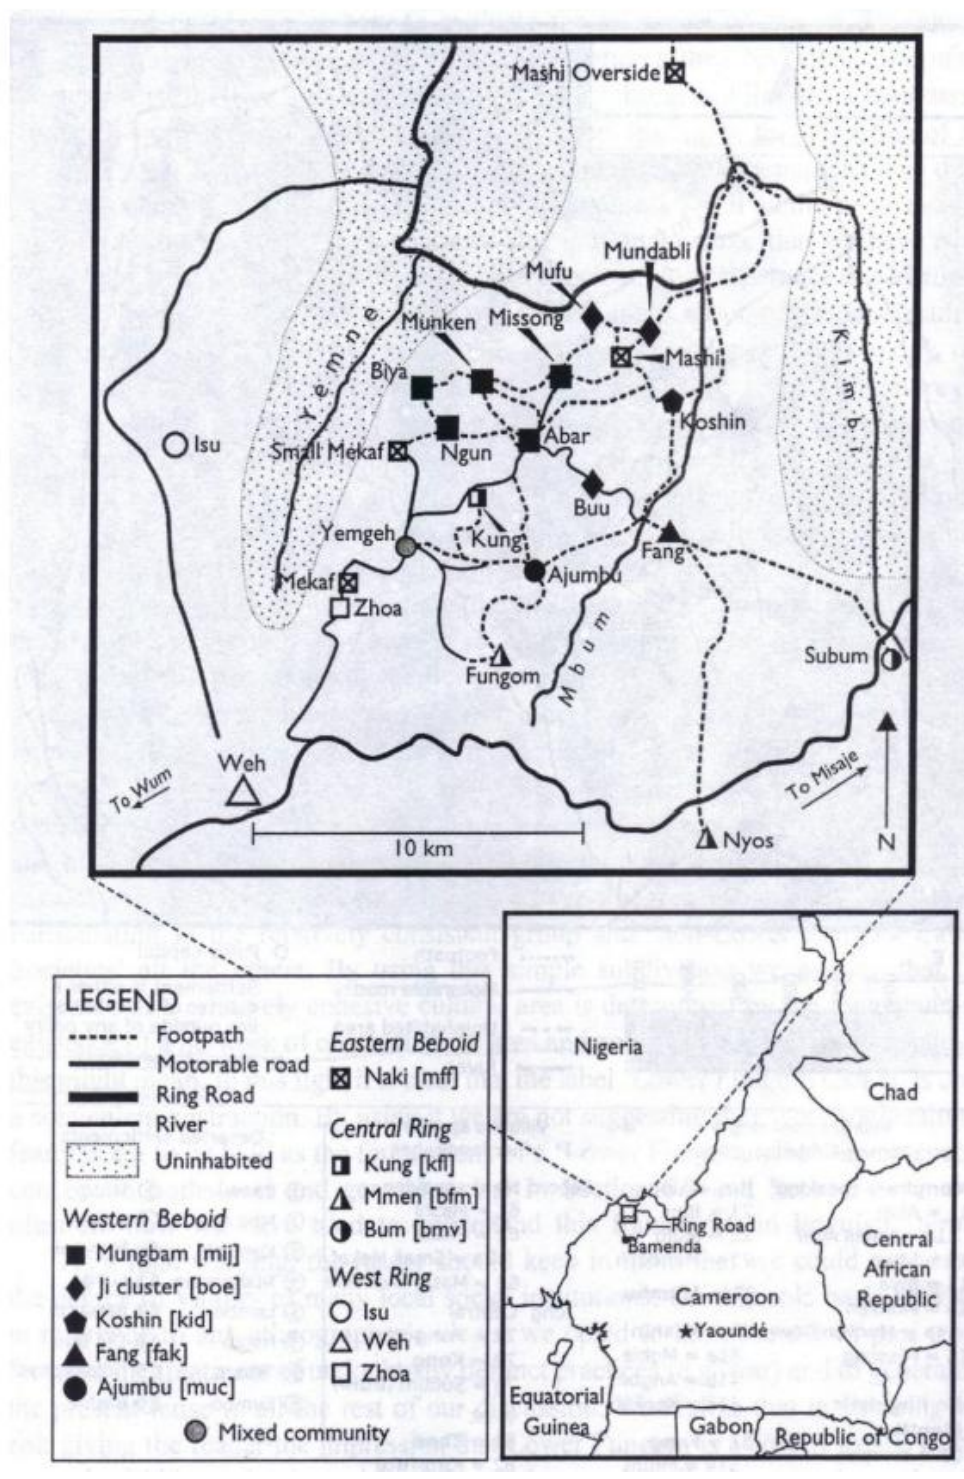 Mashi Overside
Mundabli
Mufu
Missong
Munken
Mashi
Biya
Koshin
Isu
Small Mekaf
Ngun
Abar
Buu
Yemgeh
Kung
Fang
Mekaf
Ajumbu
Zhoa
Subum
Fungom
Yemne
Kimbi
Mbum
Weh
To Wum
To Misaje
10 km
Nyos
N
LEGEND
Footpath
Motorable road
Ring Road
River
Uninhabited
Western Beboid
Mungbam [mij]
Ji cluster [boe]
Koshin [kid]
Fang [fak]
Ajumbu [muc]
Mixed community
Eastern Beboid
Naki [mff]
Central Ring
Kung [kfl]
Mmen [bfm]
Bum [bmv]
West Ring
Isu
Weh
Zhoa
Nigeria
Chad
Ring Road
Bamenda
Central
African
Republic
Cameroon
Yaoundé
Equatorial
Guinea
Gabon
Republic of Congo